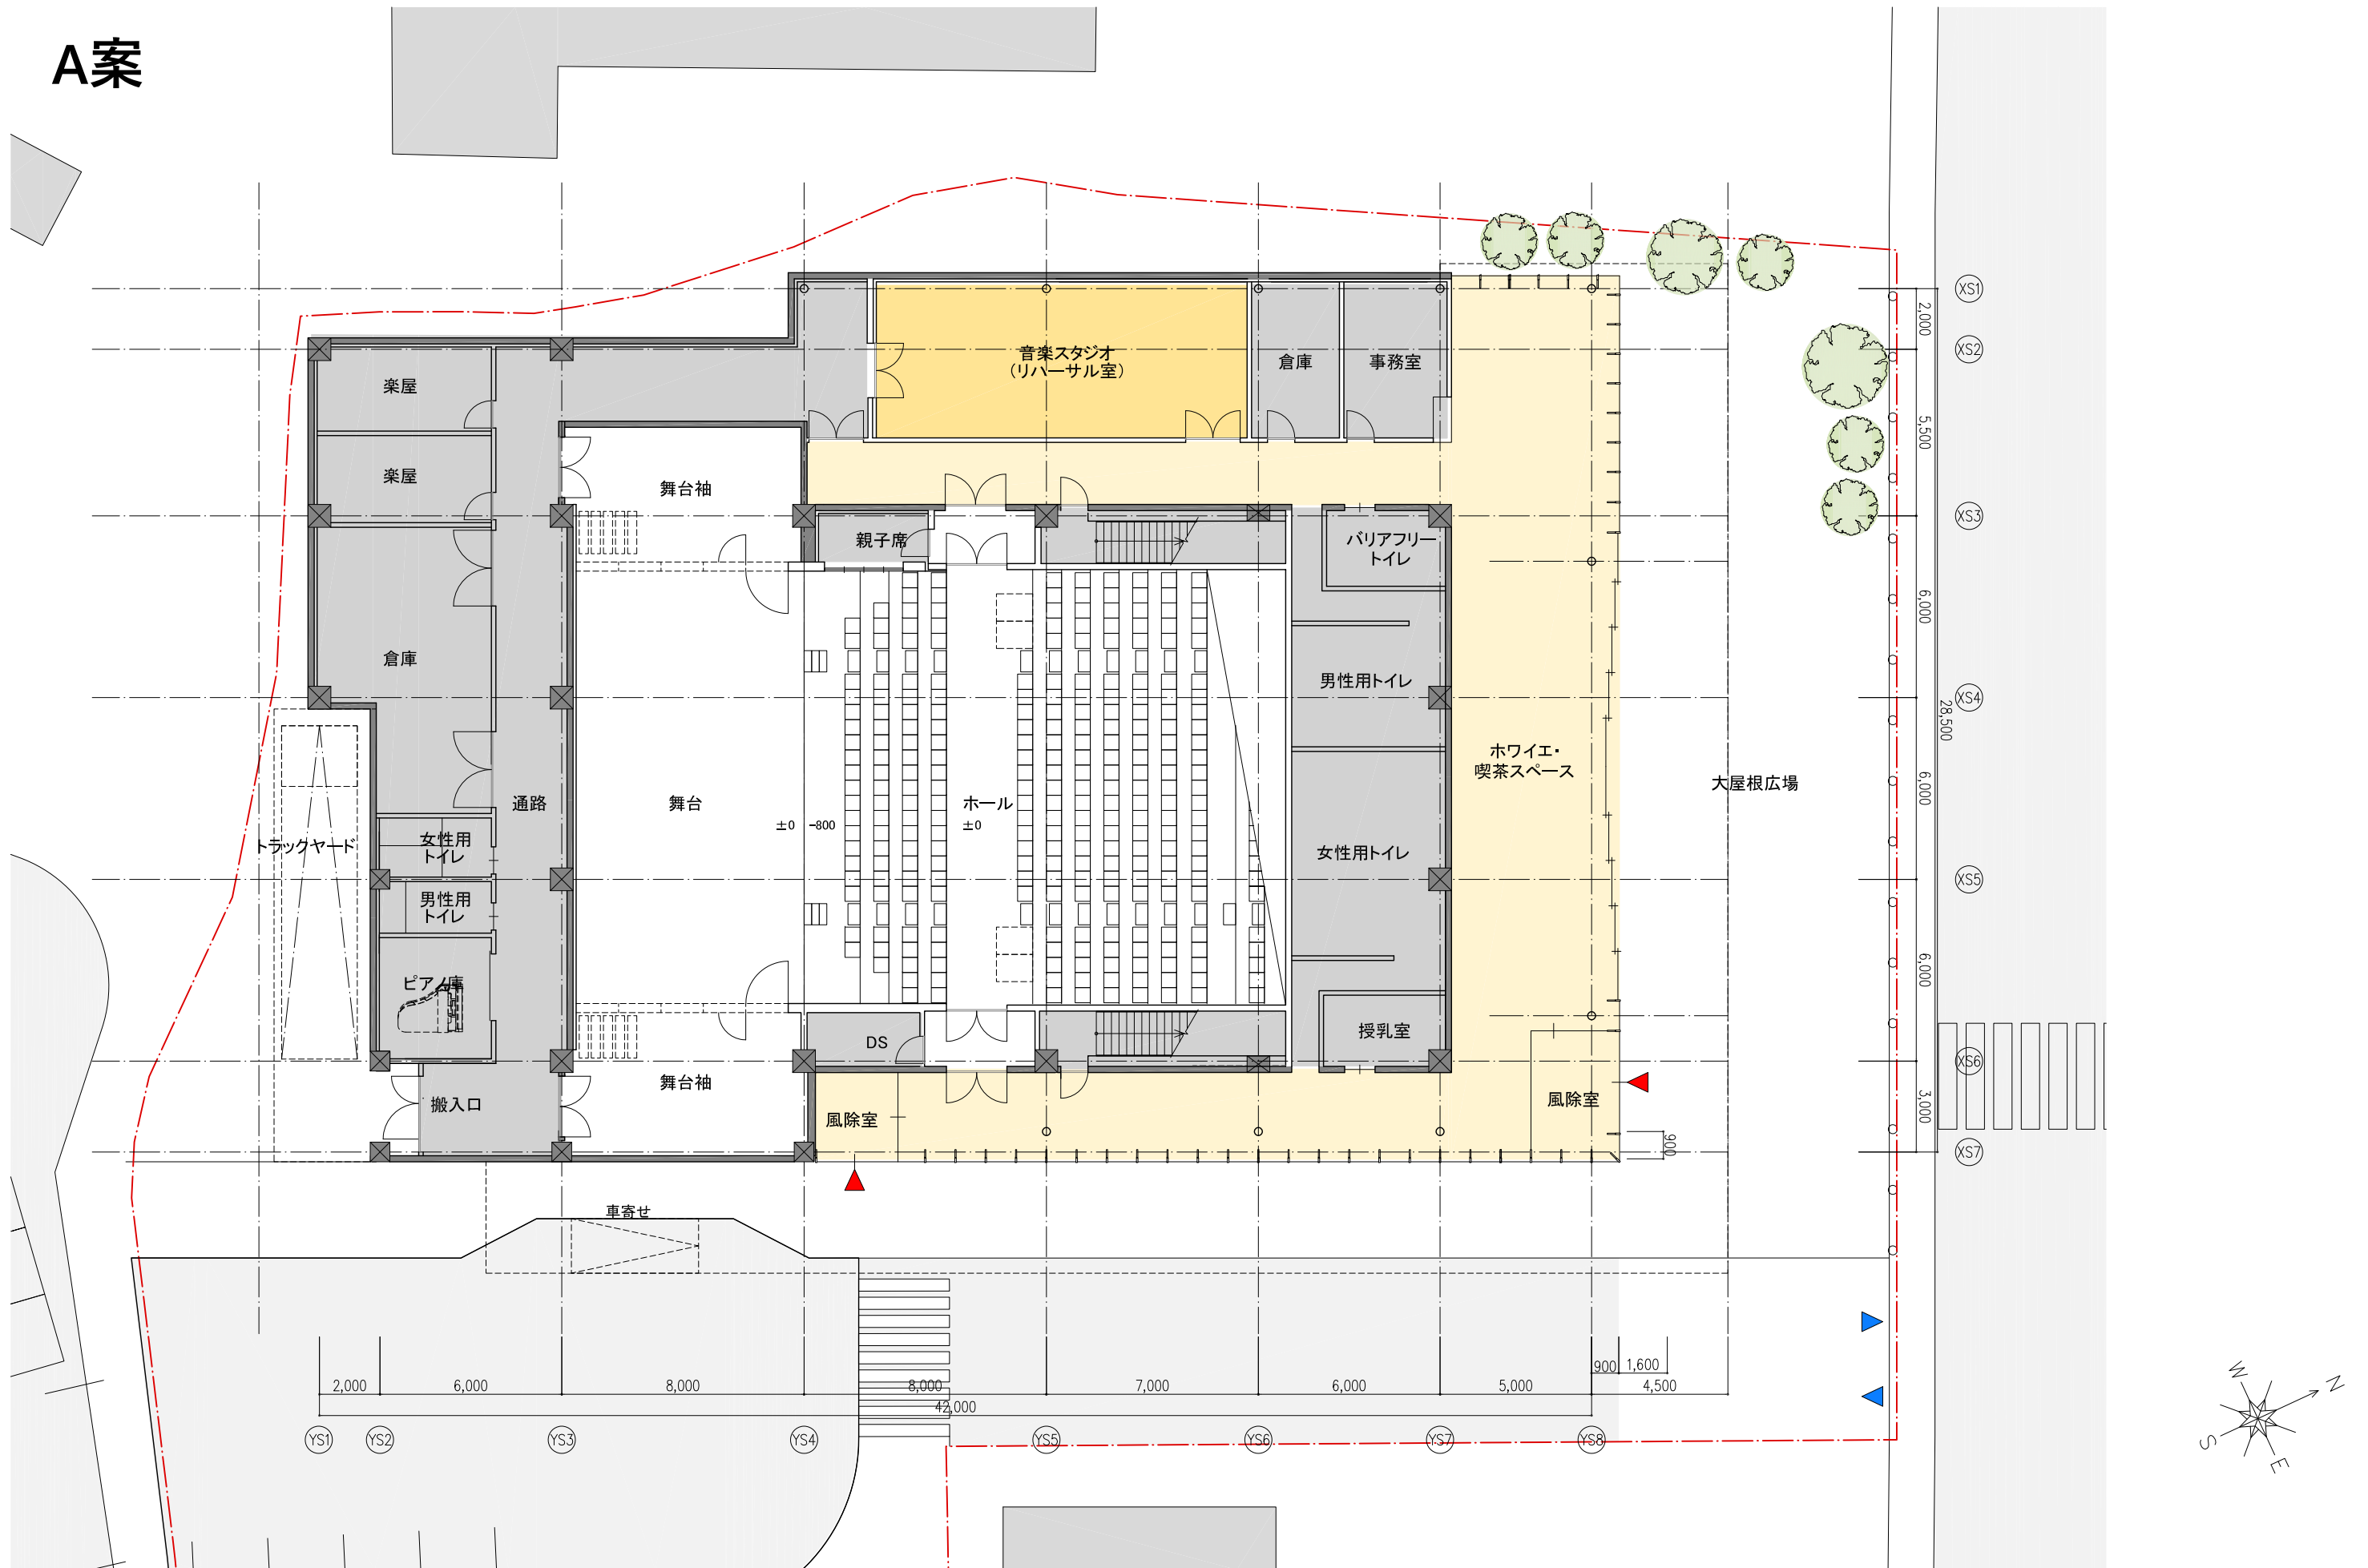 A案
音楽スタジオ
(リハーサル室)
倉庫
事務室
楽屋
楽屋
舞台袖
親子席
バリアフリー
トイレ
倉庫
男性用トイレ
ホワイエ・
喫茶スペース
大屋根広場
通路
舞台
ホール
±0
-800
±0
トラックヤード
女性用
トイレ
女性用トイレ
男性用
トイレ
ピアノ庫
DS
授乳室
舞台袖
搬入口
風除室
風除室
車寄せ
XS1
2,000
XS2
5,500
XS3
6,000
XS4
28,500
6,000
XS5
6,000
XS6
3,000
XS7
900
900
1,600
2,000
6,000
8,000
8,000
7,000
6,000
5,000
4,500
42,000
YS1
YS2
YS3
YS4
YS5
YS6
YS7
YS8
W
N
S
E